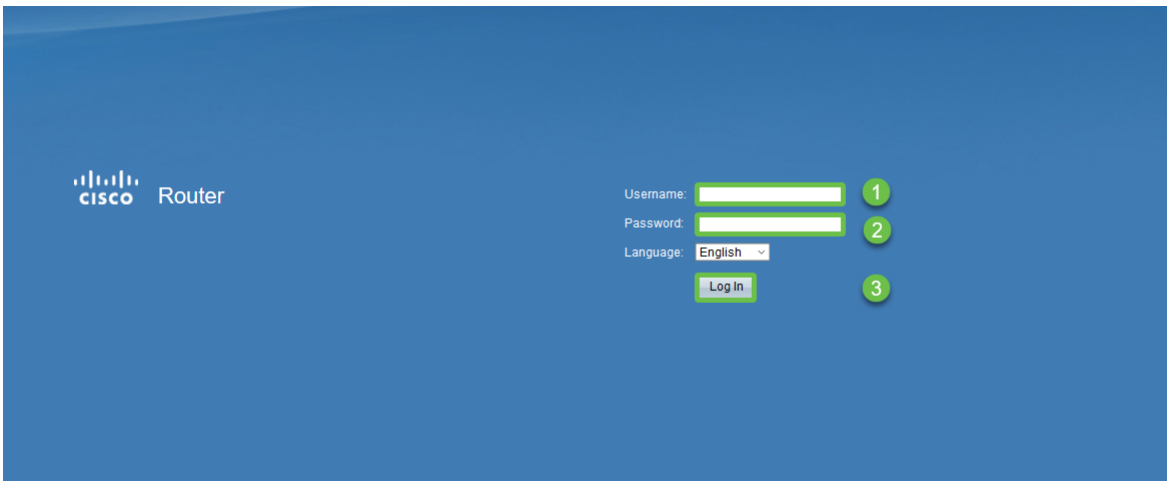 cisco Router
Username: 1
Password: 2
Language: English
Log In 3